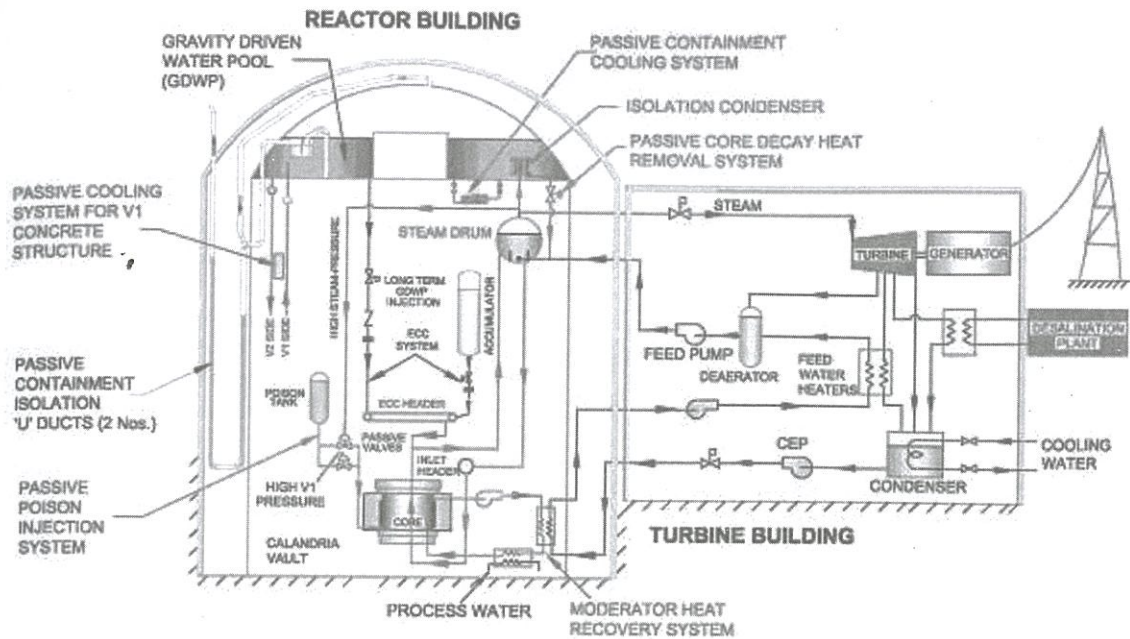 REACTOR BUILDING
GRAVITY DRIVEN
WATER POOL
(GDWP)
PASSIVE CONTAINMENT
COOLING SYSTEM
ISOLATION CONDENSER
PASSIVE CORE DECAY HEAT
REMOVAL SYSTEM
PASSIVE COOLING
SYSTEM FOR V1
CONCRETE
STRUCTURE
PASSIVE
CONTAINMENT
ISOLATION
'U' DUCTS (2 Nos.)
PASSIVE
POISON
INJECTION
SYSTEM
V2 SIDE
V1 SIDE
HIGH STEAM PRESSURE
STEAM DRUM
LONG TERM
GDWP
INJECTION
ACCUMULATOR
ECC
SYSTEM
POISON
TANK
ECC HEADER
PASSIVE
VALVES
INLET
HEADER
HIGH V1
PRESSURE
CORE
CALANDRIA
VAULT
PROCESS WATER
MODERATOR HEAT
RECOVERY SYSTEM
P
STEAM
TURBINE
GENERATOR
FEED PUMP
DEAERATOR
FEED
WATER
HEATERS
DESALINATION
PLANT
P
CEP
CONDENSER
COOLING
WATER
TURBINE BUILDING